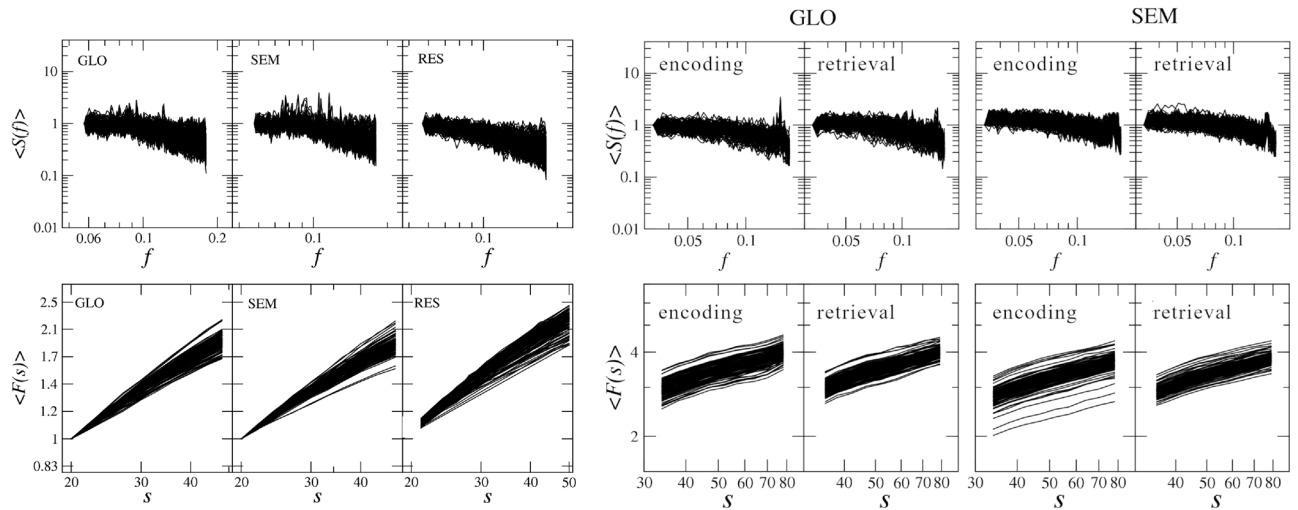 GLO SEM
GLO SEM RES
<S(f)>
10
1
0.1
0.01
0.06 0.1 0.2 0.1 0.1
f f f
encoding retrieval encoding retrieval
<S(f)>
10
1
0.1
0.01
0.05 0.1 0.05 0.1 0.05 0.1 0.05 0.1
f f f f
GLO SEM RES
<F(s)>
2.5
2.1
1.7
1.4
1.2
1
0.83
20 30 40 20 30 40 20 30 40 50
s s s
encoding retrieval encoding retrieval
<F(s)>
4
2
30 40 50 60 70 80 40 50 60 70 80 40 50 60 70 80 40 50 60 70 80
s s s s